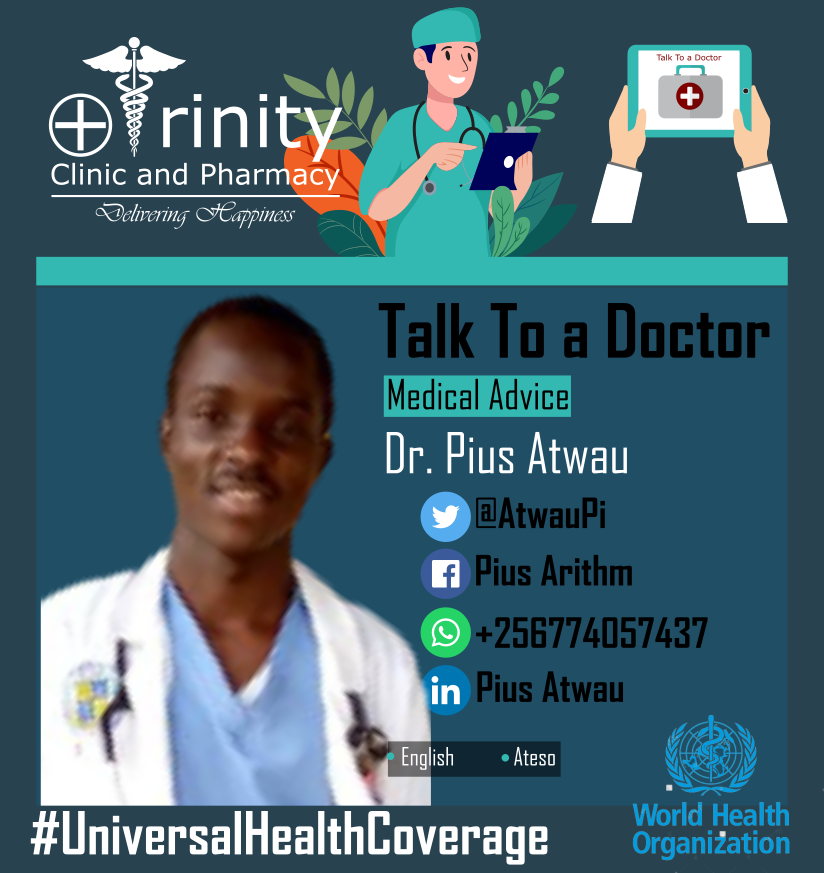 Trinity
Clinic and Pharmacy
Delivering Happiness
Talk To a Doctor
Talk To a Doctor
Medical Advice
Dr. Pius Atwau
@AtwauPi
Pius Arithm
+256774057437
in Pius Atwau
English • Ateso
#UniversalHealthCoverage
World Health
Organization